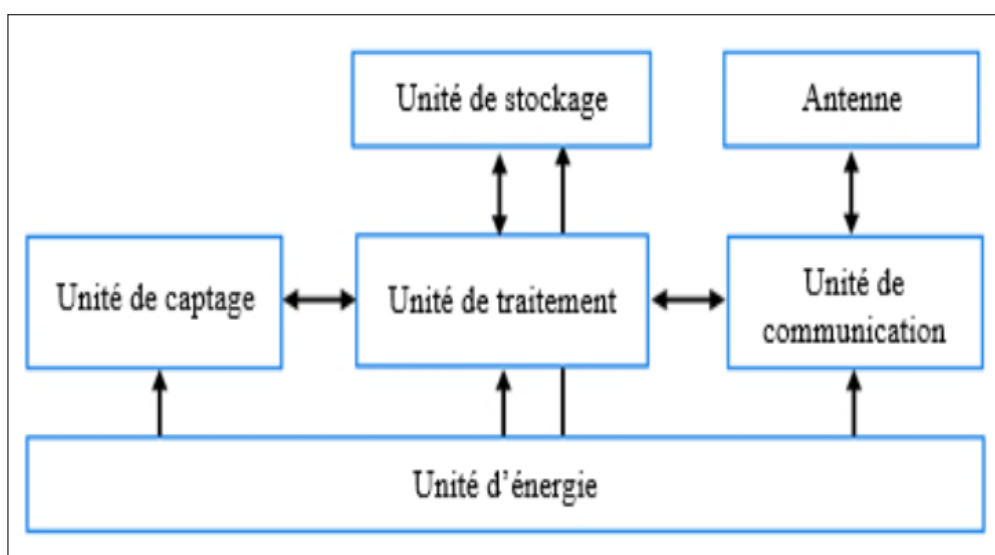 Unité de stockage
Antenne
Unité de captage
Unité de traitement
Unité de
communication
Unité d'énergie